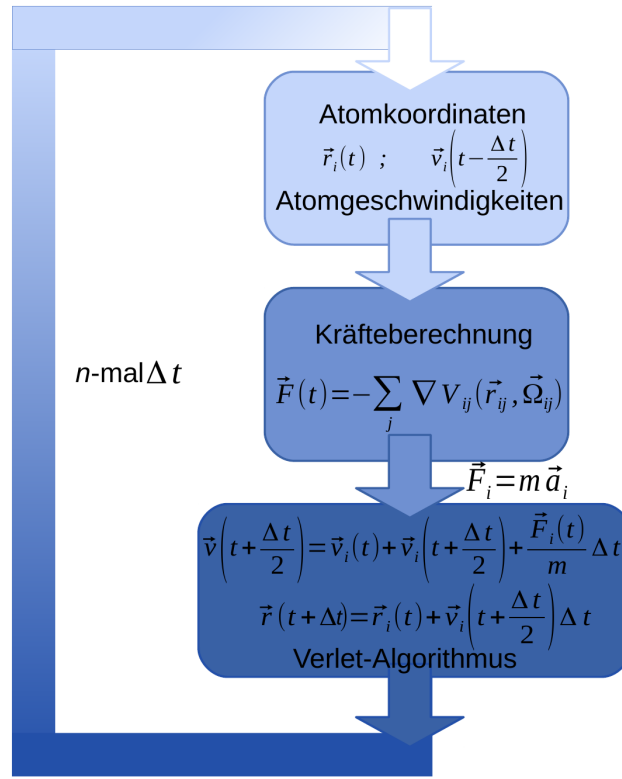 Atomkoordinaten
r⃗ᵢ(t) ; v⃗ᵢ(t−Δt/2)
Atomgeschwindigkeiten
Kräfteberechnung
n-mal Δt
F⃗(t)=−∑ⱼ ∇Vᵢⱼ(r⃗ᵢⱼ, Ω⃗ᵢⱼ)
F⃗ᵢ=m a⃗ᵢ
v⃗(t+Δt/2)=v⃗ᵢ(t)+v⃗ᵢ(t+Δt/2)+F⃗ᵢ(t)/m Δt
r⃗(t+Δt)=r⃗ᵢ(t)+v⃗ᵢ(t+Δt/2)Δt
Verlet-Algorithmus